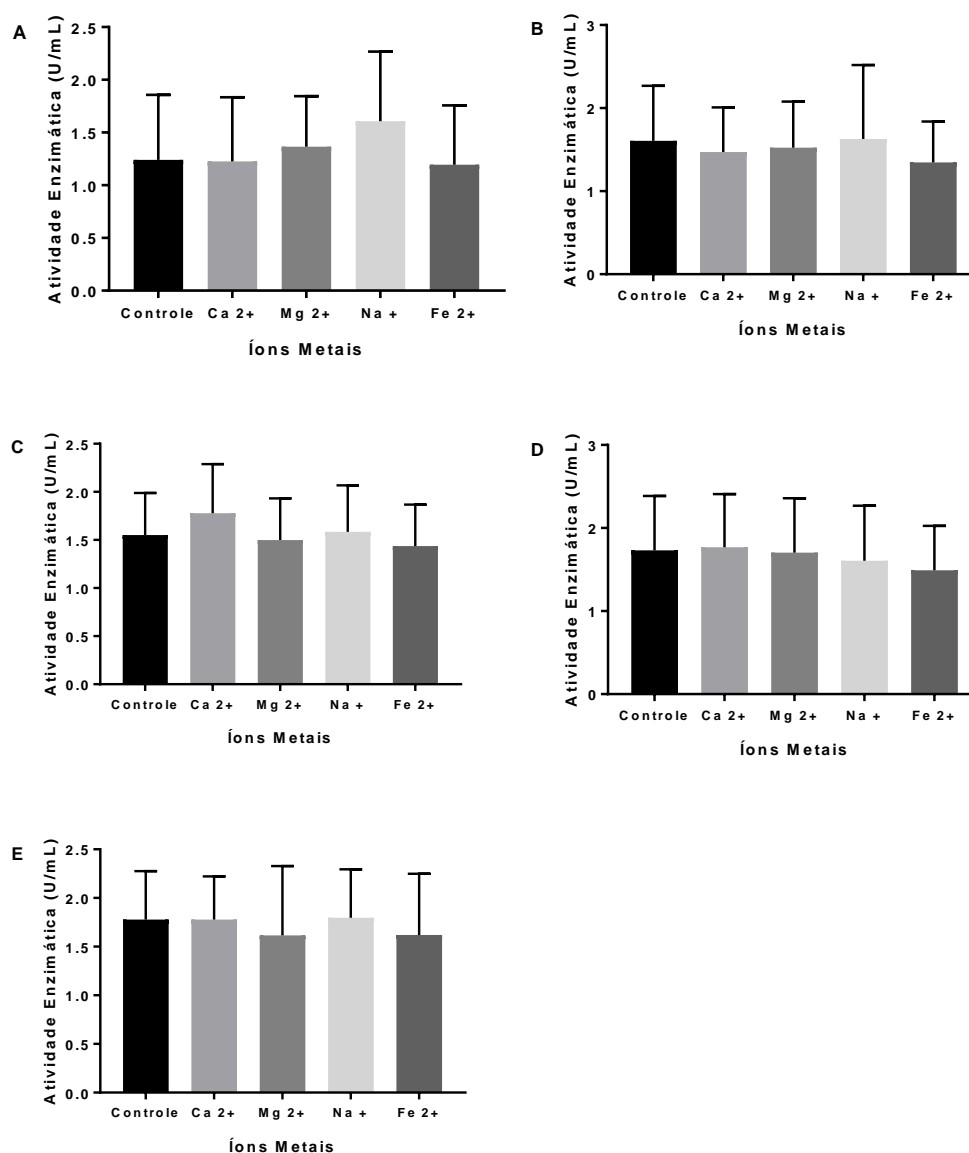 A
Atividade Enzimática (U/mL)
2.5
2.0
1.5
1.0
0.5
0.0
Controle Ca 2+ Mg 2+ Na + Fe 2+
Íons Metais
B
Atividade Enzimática (U/mL)
3
2
1
0
Controle Ca 2+ Mg 2+ Na + Fe 2+
Íons Metais
C
Atividade Enzimática (U/mL)
2.5
2.0
1.5
1.0
0.5
0.0
Controle Ca 2+ Mg 2+ Na + Fe 2+
Íons Metais
D
Atividade Enzimática (U/mL)
3
2
1
0
Controle Ca 2+ Mg 2+ Na + Fe 2+
Íons Metais
E
Atividade Enzimática (U/mL)
2.5
2.0
1.5
1.0
0.5
0.0
Controle Ca 2+ Mg 2+ Na + Fe 2+
Íons Metais